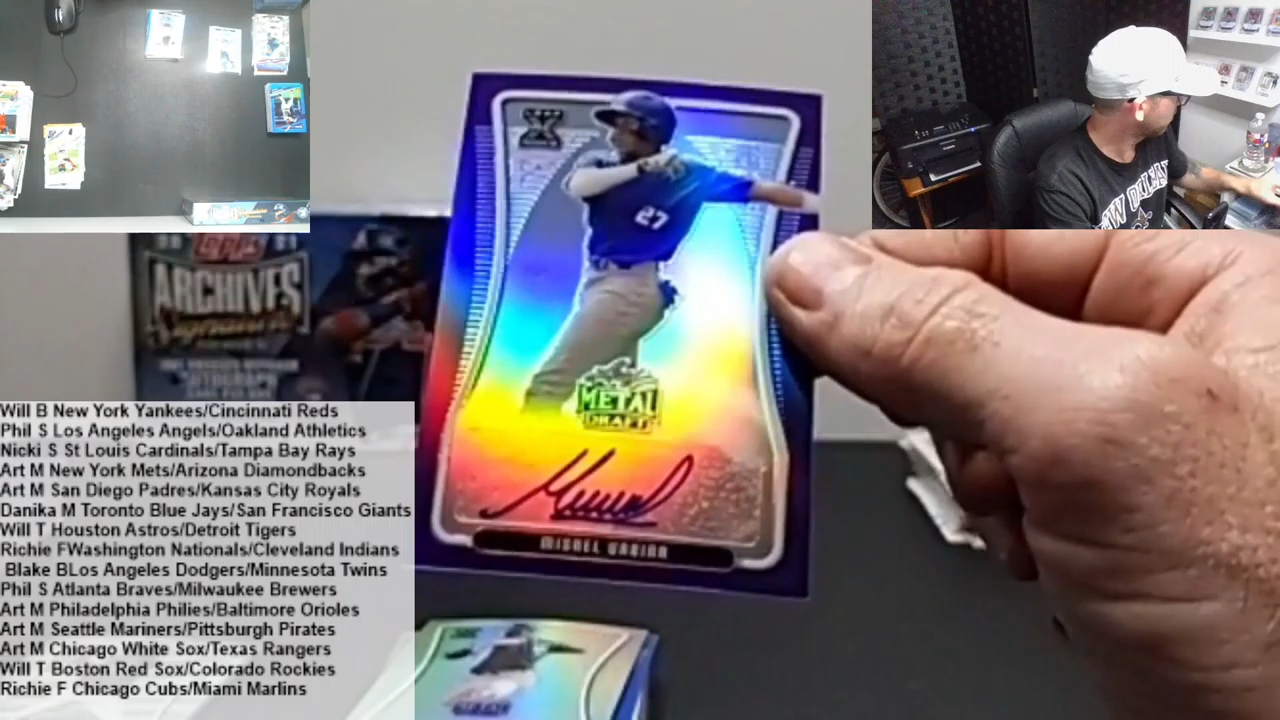 TOPPS
ARCHIVES
Signature
27
METAL
DRAFT
NEW ORLEANS
Canon
Will B New York Yankees/Cincinnati Reds
Phil S Los Angeles Angels/Oakland Athletics
Nicki S St Louis Cardinals/Tampa Bay Rays
Art M New York Mets/Arizona Diamondbacks
Art M San Diego Padres/Kansas City Royals
Danika M Toronto Blue Jays/San Francisco Giants
Will T Houston Astros/Detroit Tigers
Richie FWashington Nationals/Cleveland Indians
Blake BLos Angeles Dodgers/Minnesota Twins
Phil S Atlanta Braves/Milwaukee Brewers
Art M Philadelphia Philies/Baltimore Orioles
Art M Seattle Mariners/Pittsburgh Pirates
Art M Chicago White Sox/Texas Rangers
Will T Boston Red Sox/Colorado Rockies
Richie F Chicago Cubs/Miami Marlins